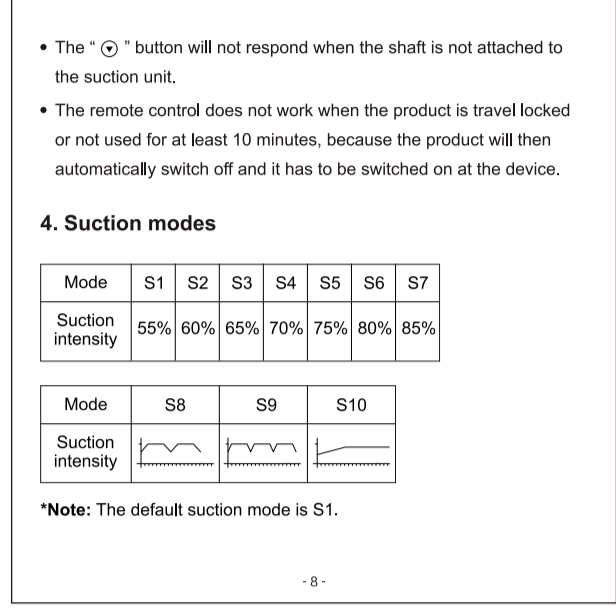 • The “ ” button will not respond when the shaft is not attached to
the suction unit.
• The remote control does not work when the product is travel locked
or not used for at least 10 minutes, because the product will then
automatically switch off and it has to be switched on at the device.
4. Suction modes
Mode S1 S2 S3 S4 S5 S6 S7
Suction
intensity 55% 60% 65% 70% 75% 80% 85%
Mode S8 S9 S10
Suction
intensity
*Note: The default suction mode is S1.
- 8 -